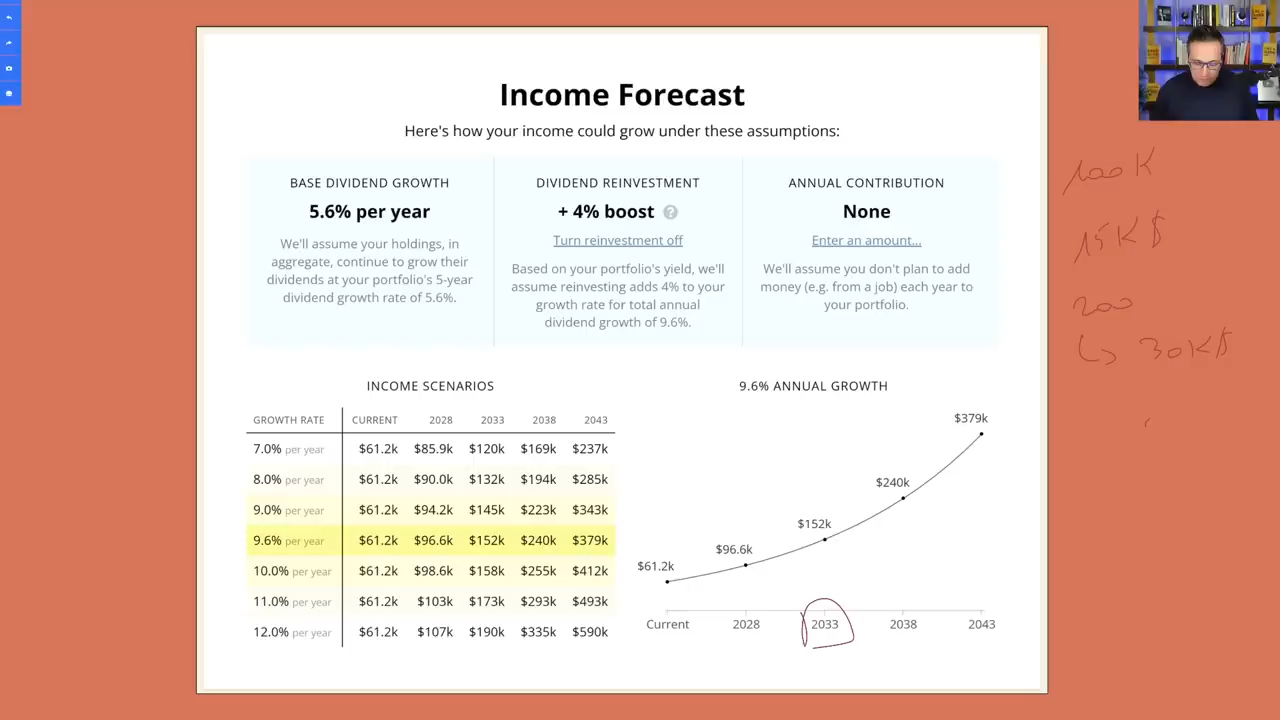 Income Forecast
Here's how your income could grow under these assumptions:
BASE DIVIDEND GROWTH
5.6% per year
We'll assume your holdings, in
aggregate, continue to grow their
dividends at your portfolio's 5-year
dividend growth rate of 5.6%.
DIVIDEND REINVESTMENT
+ 4% boost ?
Turn reinvestment off
Based on your portfolio's yield, we'll
assume reinvesting adds 4% to your
growth rate for total annual
dividend growth of 9.6%.
ANNUAL CONTRIBUTION
None
Enter an amount...
We'll assume you don't plan to add
money (e.g. from a job) each year to
your portfolio.
100K
15K$
200
↳ 30K$
INCOME SCENARIOS
GROWTH RATE CURRENT 2028 2033 2038 2043
7.0% per year $61.2k $85.9k $120k $169k $237k
8.0% per year $61.2k $90.0k $132k $194k $285k
9.0% per year $61.2k $94.2k $145k $223k $343k
9.6% per year $61.2k $96.6k $152k $240k $379k
10.0% per year $61.2k $98.6k $158k $255k $412k
11.0% per year $61.2k $103k $173k $293k $493k
12.0% per year $61.2k $107k $190k $335k $590k
9.6% ANNUAL GROWTH
$379k
$240k
$152k
$96.6k
$61.2k
Current 2028 2033 2038 2043